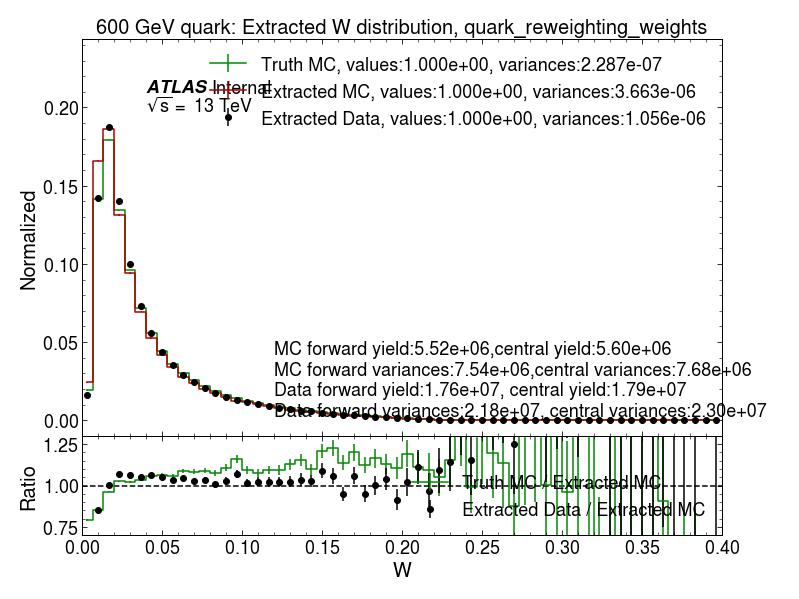 600 GeV quark: Extracted W distribution, quark_reweighting_weights
Truth MC, values:1.000e+00, variances:2.287e-07
ATLAS Internal
Extracted MC, values:1.000e+00, variances:3.663e-06
√s = 13 TeV
Extracted Data, values:1.000e+00, variances:1.056e-06
0.20
0.15
0.10
0.05
0.00
Normalized
MC forward yield:5.52e+06,central yield:5.60e+06
MC forward variances:7.54e+06,central variances:7.68e+06
Data forward yield:1.76e+07, central yield:1.79e+07
Data forward variances:2.18e+07, central variances:2.30e+07
1.25
1.00
0.75
Ratio
Truth MC / Extracted MC
Extracted Data / Extracted MC
0.00 0.05 0.10 0.15 0.20 0.25 0.30 0.35 0.40
W